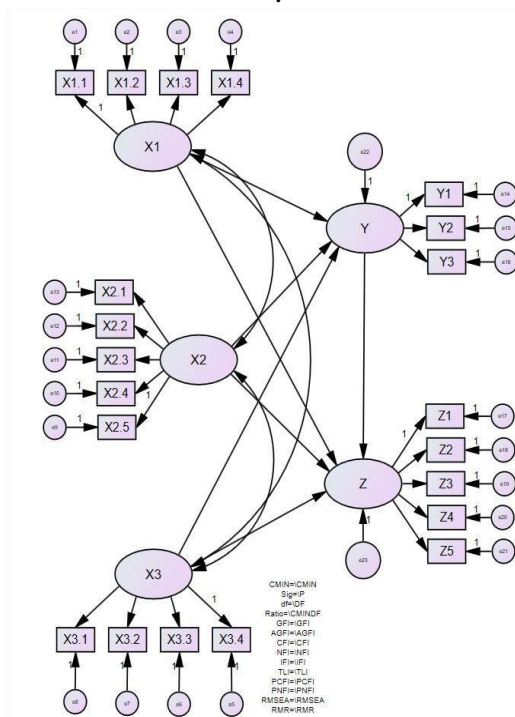 e1 e2 e3 e4
1 1 1 1
X1.1 X1.2 X1.3 X1.4
1
X1
e22
1
1 Y1 1 e14
Y Y2 1 e15
Y3 1 e16
e13 1 X2.1
e12 1 X2.2
e11 1 X2.3
e10 1 X2.4
e9 1 X2.5
1
X2
1 Z1 1 e17
Z2 1 e18
Z Z3 1 e19
Z4 1 e20
Z5 1 e21
1
e23
X3
1
X3.1 X3.2 X3.3 X3.4
1 1 1 1
e8 e7 e6 e5
CMIN=\CMIN
Sig=\P
df=\DF
Ratio=\CMINDF
GFI=\GFI
AGFI=\AGFI
CFI=\CFI
NFI=\NFI
IFI=\IFI
TLI=\TLI
PCFI=\PCFI
PNFI=\PNFI
RMSEA=\RMSEA
RMR=\RMR